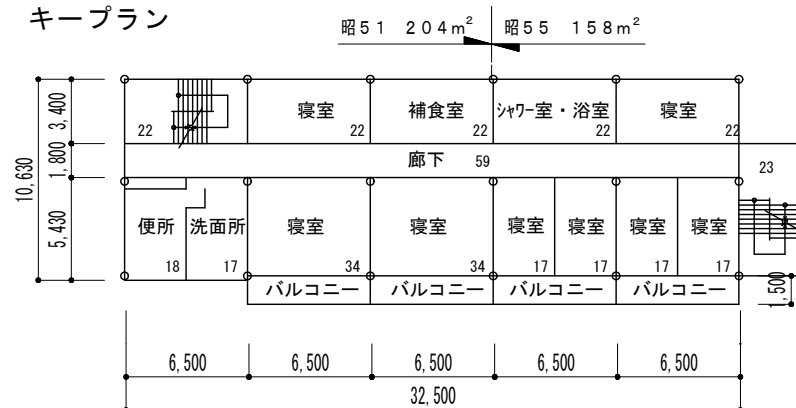 キープラン
昭51 204m² 昭55 158m²
22 寝室 22 補食室 22 シャワー室・浴室 22 寝室 22
廊下 59
23
便所 18 洗面所 17 寝室 34 寝室 34 寝室 17 寝室 17 寝室 17 寝室 17
バルコニー バルコニー バルコニー バルコニー
10,630
3,400
1,800
5,430
1,500
6,500 6,500 6,500 6,500 6,500
32,500